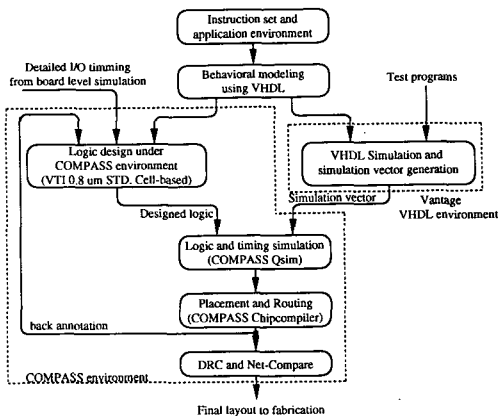 Instruction set and
application environment
Detailed I/O timming
from board level simulation
Behavioral modeling
using VHDL
Test programs
Logic design under
COMPASS environment
(VTI 0.8 um STD. Cell-based)
VHDL Simulation and
simulation vector generation
Simulation vector
Vantage
VHDL environment
Designed logic
Logic and timing simulation
(COMPASS Qsim)
Placement and Routing
(COMPASS Chipcompiler)
back annotation
DRC and Net-Compare
COMPASS environment
Final layout to fabrication